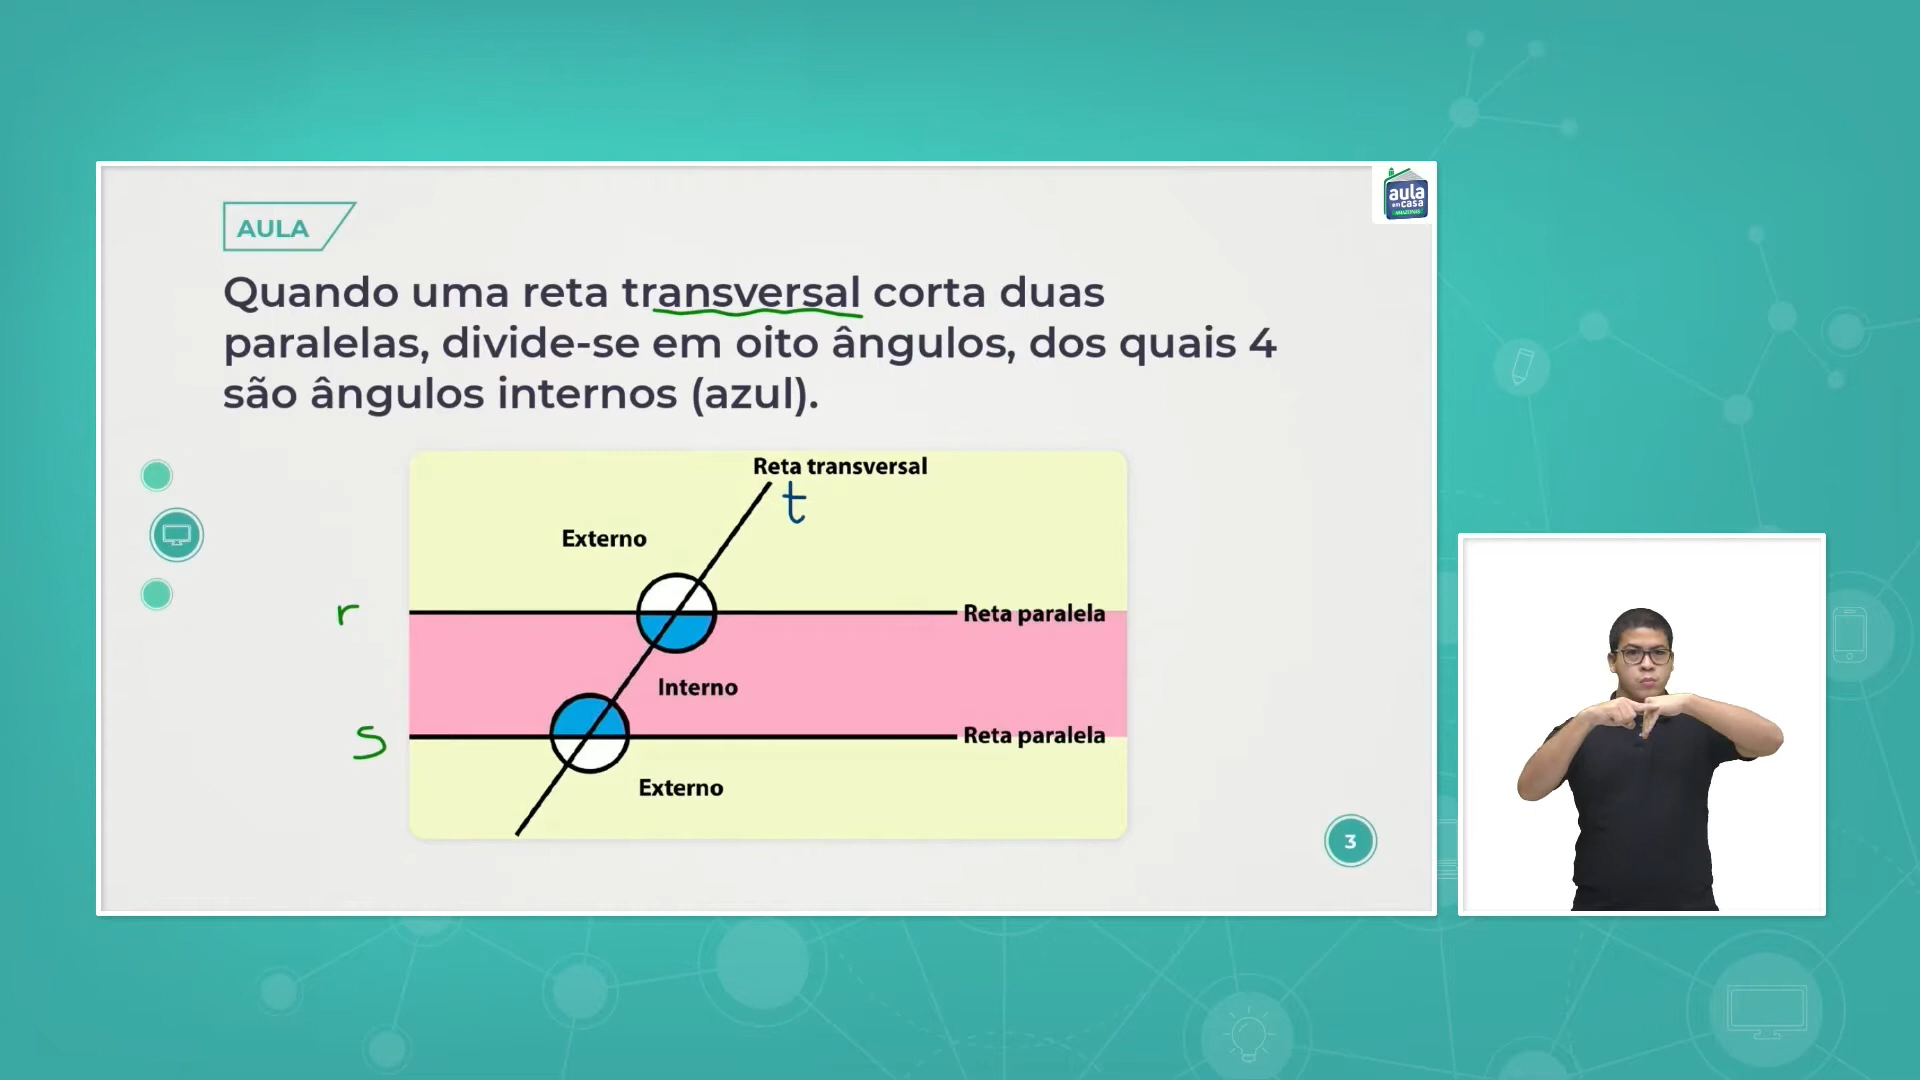 aula
em casa
AMAZONAS
AULA
Quando uma reta transversal corta duas
paralelas, divide-se em oito ângulos, dos quais 4
são ângulos internos (azul).
Reta transversal
t
Externo
r
Reta paralela
Interno
s
Reta paralela
Externo
3